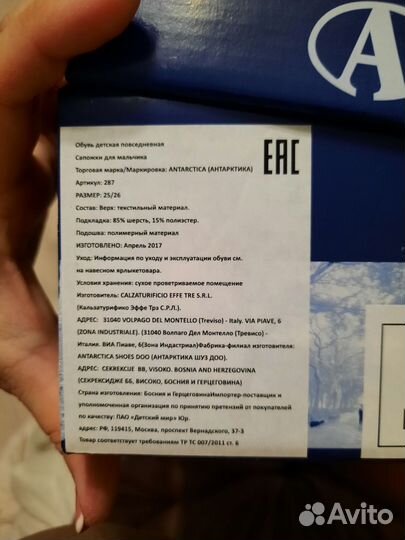 A
EAC
Обувь детская повседневная
Сапожки для мальчика
Торговая марка/Маркировка: ANTARCTICA (АНТАРКТИКА)
Артикул: 287
РАЗМЕР: 25/26
Состав: Верх: текстильный материал.
Подкладка: 85% шерсть, 15% полиэстер.
Подошва: полимерный материал
ИЗГОТОВЛЕНО: Апрель 2017
Уход: Информация по уходу и эксплуатации обуви см.
на навесном ярлыкетовара.
Условия хранения: сухое проветриваемое помещение
Изготовитель: CALZATURIFICIO EFFE TRE S.R.L.
(Кальзатурифико Эффе Трэ С.Р.Л.).
АДРЕС: 31040 VOLPAGO DEL MONTELLO (Treviso) - Italy. VIA PIAVE, 6
(ZONA INDUSTRIALE). (31040 Волпаго Дел Монтелло (Тревизо) -
Италия. ВИА Пиаве, 6(Зона Индастриал)Фабрика-филиал изготовителя:
ANTARCTICA SHOES DOO (АНТАРКТИКА ШУЗ ДОО).
АДРЕС: CEKREKCIJE BB, VISOKO. BOSNIA AND HERZEGOVINA
(СЕКРЕКСИДЖЕ ББ, ВИСОКО, БОСНИЯ И ГЕРЦЕГОВИНА)
Страна изготовления: Босния и ГерцеговинаИмпортер-поставщик и
уполномоченная организация по принятию претензий от покупателей
по качеству: ПАО «Детский мир» Юр.
адрес: РФ, 119415, Москва, проспект Вернадского, 37-3
Товар соответствует требованиям ТР ТС 007/2011 ст. 6
Avito